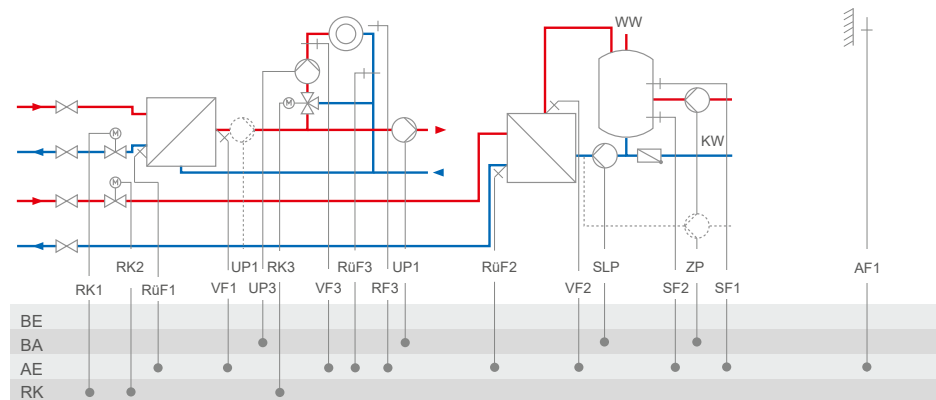 WW
M
M
KW
M
RK2
UP1
RK3
RüF3
UP1
RüF2
SLP
ZP
AF1
RK1
RüF1
VF1
UP3
VF3
RF3
VF2
SF2
SF1
BE
BA
AE
RK